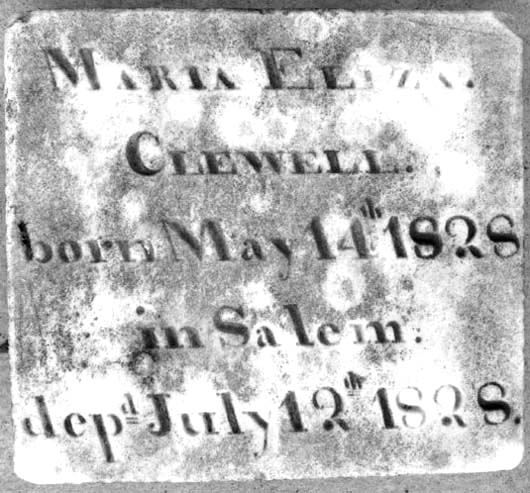 MARIA ELIZA.
CLEWELL.
born May 14th 1828
in Salem.
depd July 12th 1828.